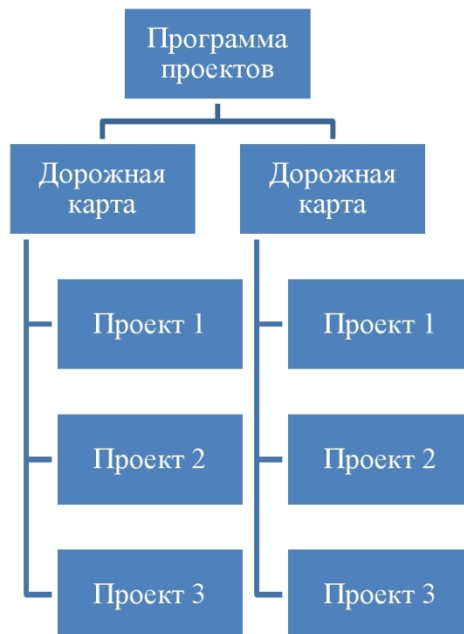 Программа
проектов
Дорожная
карта
Проект 1
Проект 2
Проект 3
Дорожная
карта
Проект 1
Проект 2
Проект 3